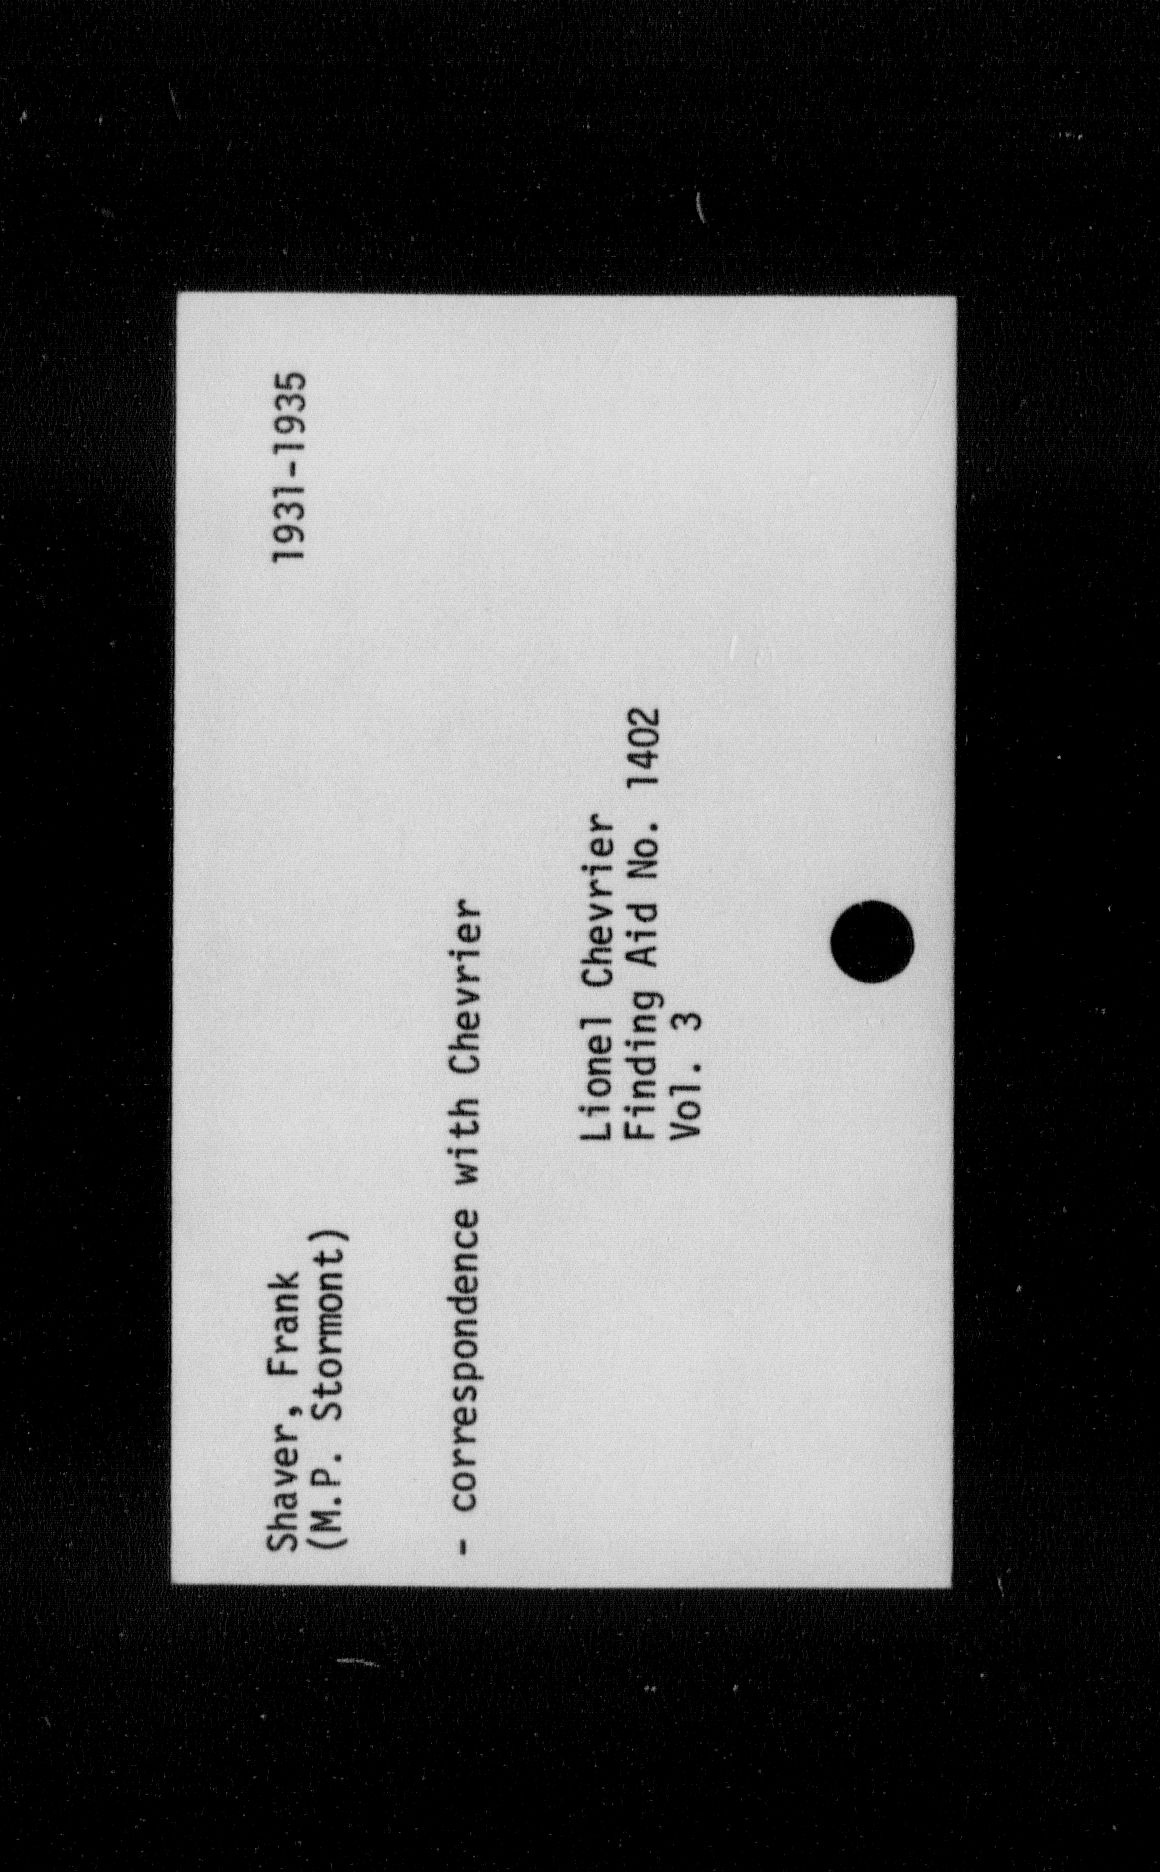 Shaver, Frank 1931-1935
(M.P. Stormont)
- correspondence with Chevrier
Lionel Chevrier
Finding Aid No. 1402
Vol. 3